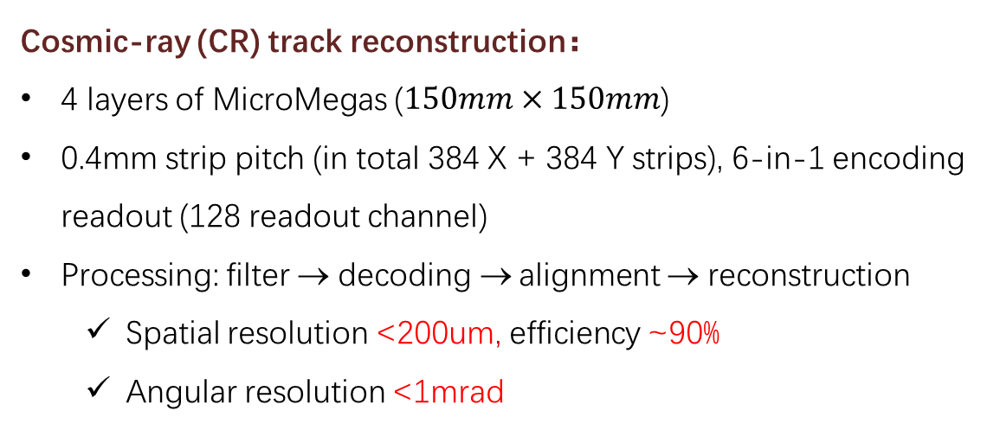 Cosmic-ray (CR) track reconstruction：
• 4 layers of MicroMegas (150mm × 150mm)
• 0.4mm strip pitch (in total 384 X + 384 Y strips), 6-in-1 encoding
readout (128 readout channel)
• Processing: filter → decoding → alignment → reconstruction
✓ Spatial resolution <200um, efficiency ~90%
✓ Angular resolution <1mrad